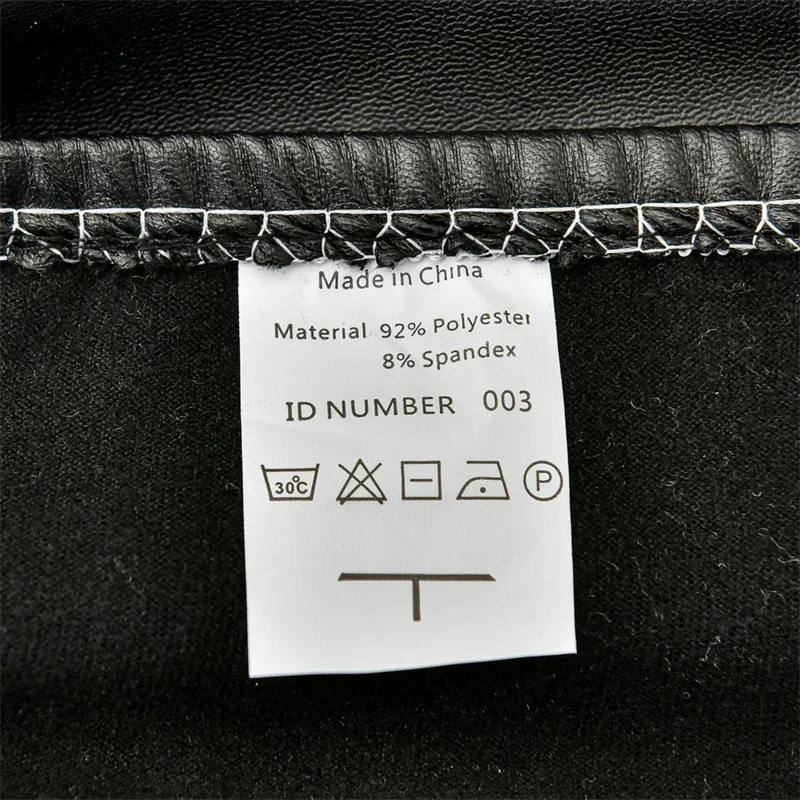 Made in China
Material 92% Polyester
8% Spandex
ID NUMBER 003
30°C P